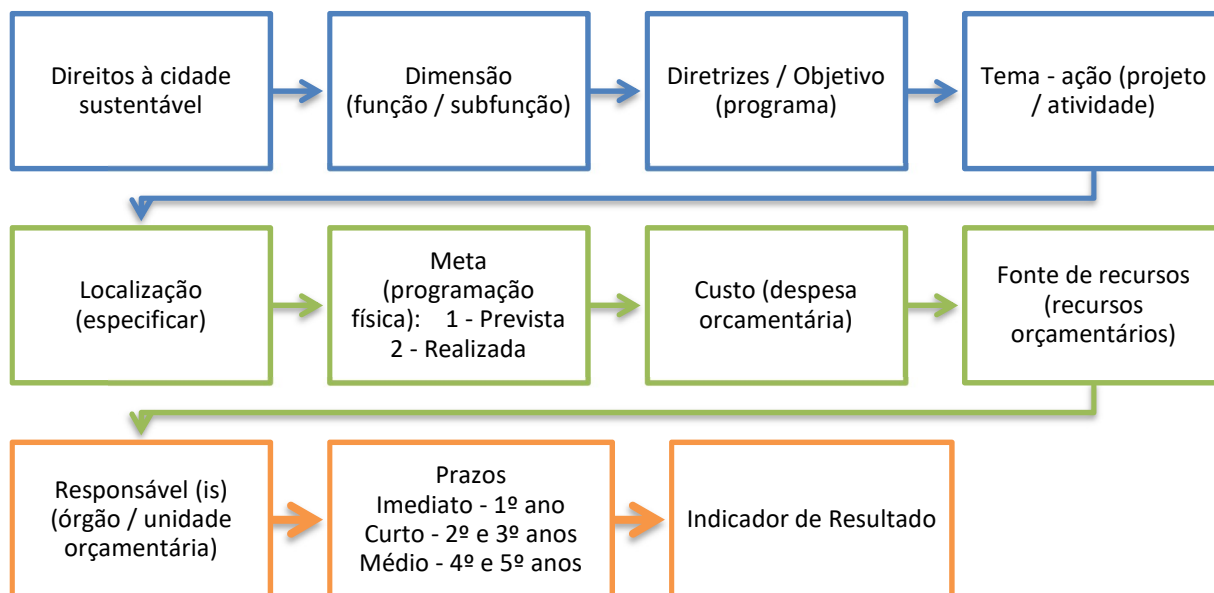 Direitos à cidade
sustentável
Dimensão
(função / subfunção)
Diretrizes / Objetivo
(programa)
Tema - ação (projeto
/ atividade)
Localização
(especificar)
Meta
(programação
física): 1 - Prevista
2 - Realizada
Custo (despesa
orcamentária)
Fonte de recursos
(recursos
orçamentários)
Responsável (is)
(órgão / unidade
orçamentária)
Prazos
Imediato - 1º ano
Curto - 2º e 3º anos
Médio - 4º e 5º anos
Indicador de Resultado